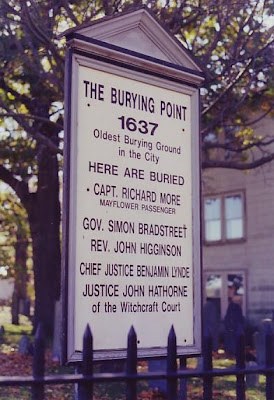 THE BURYING POINT
1637
Oldest Burying Ground
in the City
HERE ARE BURIED
• CAPT. RICHARD MORE
MAYFLOWER PASSENGER
GOV. SIMON BRADSTREET
REV. JOHN HIGGINSON
CHIEF JUSTICE BENJAMIN LYNDE
JUSTICE JOHN HATHORNE
of the Witchcraft Court